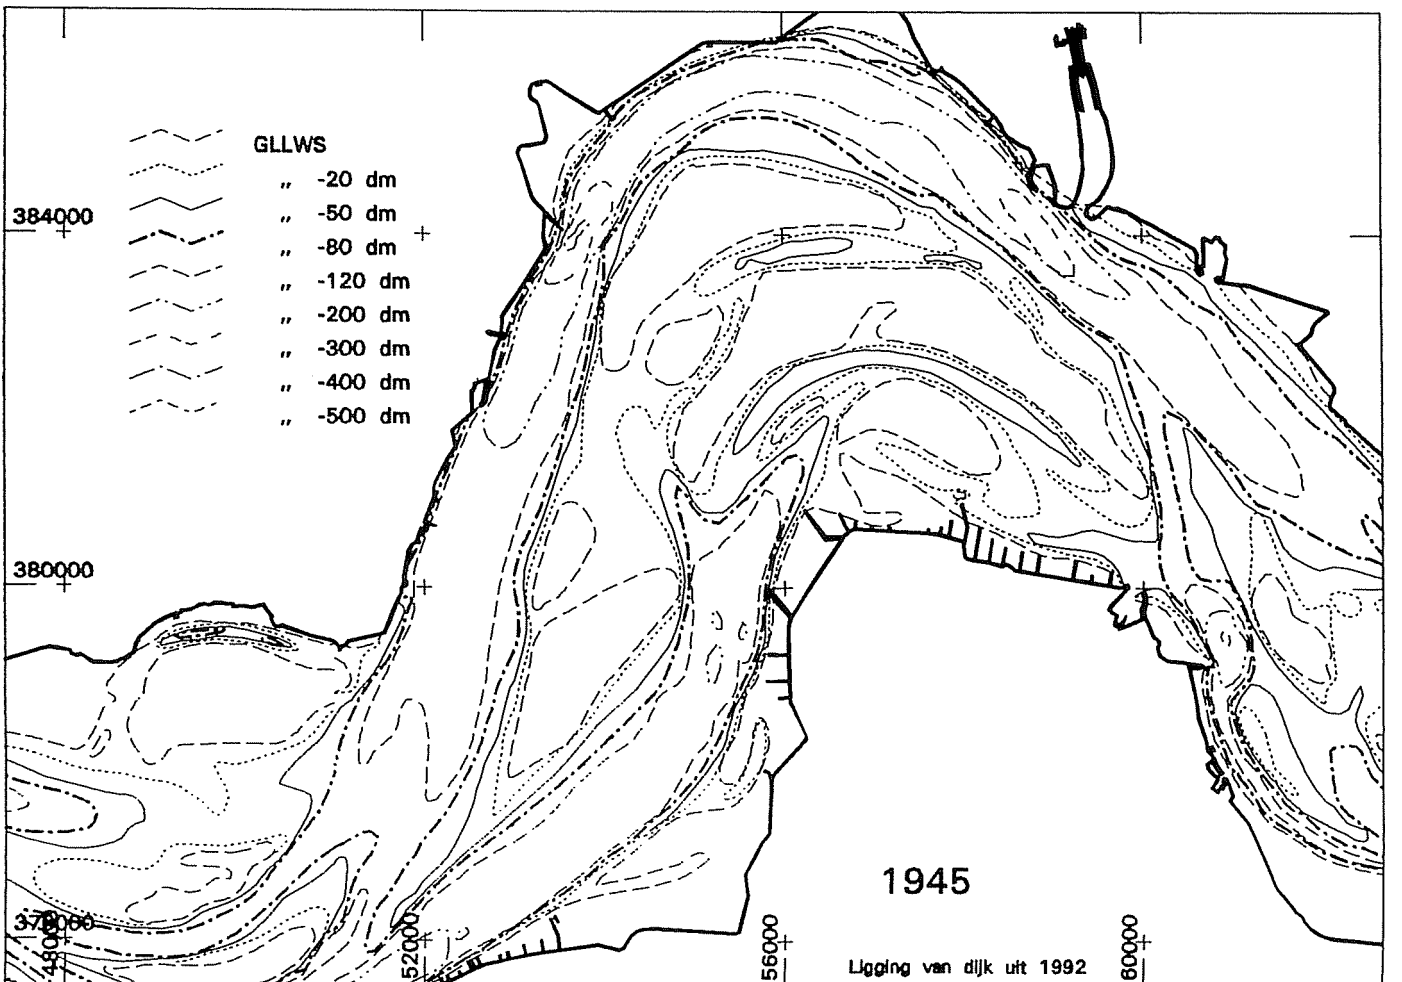 GLLWS
,, -20 dm
384000
,, -50 dm
,, -80 dm
,, -120 dm
,, -200 dm
,, -300 dm
,, -400 dm
,, -500 dm
380000
1945
52000
56000
60000
Ligging van dijk uit 1992